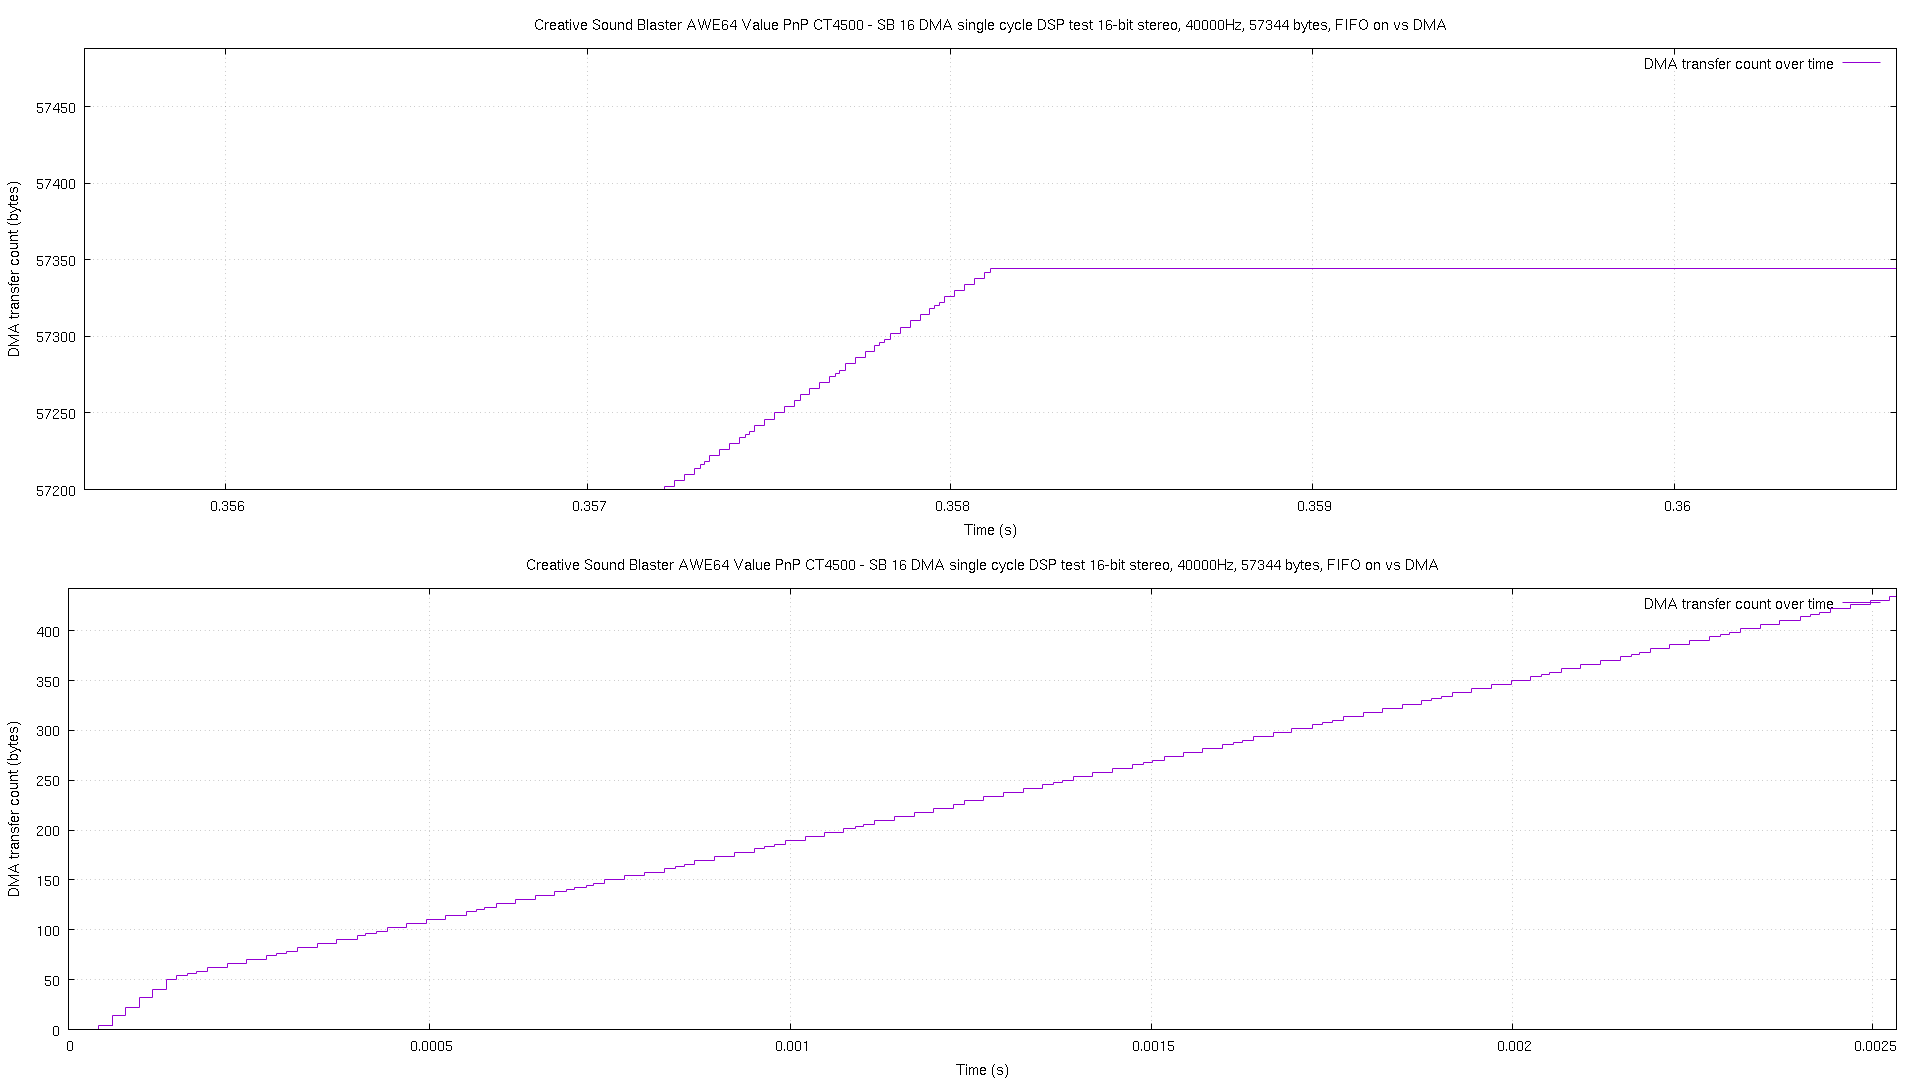 Creative Sound Blaster AWE64 Value PnP CT4500 - SB 16 DMA single cycle DSP test 16-bit stereo, 40000Hz, 57344 bytes, FIFO on vs DMA
DMA transfer count over time
57450
57400
57350
57300
57250
57200
DMA transfer count (bytes)
0.356 0.357 0.358 0.359 0.36
Time (s)
Creative Sound Blaster AWE64 Value PnP CT4500 - SB 16 DMA single cycle DSP test 16-bit stereo, 40000Hz, 57344 bytes, FIFO on vs DMA
DMA transfer count over time
400
350
300
250
200
150
100
50
0
DMA transfer count (bytes)
0 0.0005 0.001 0.0015 0.002 0.0025
Time (s)